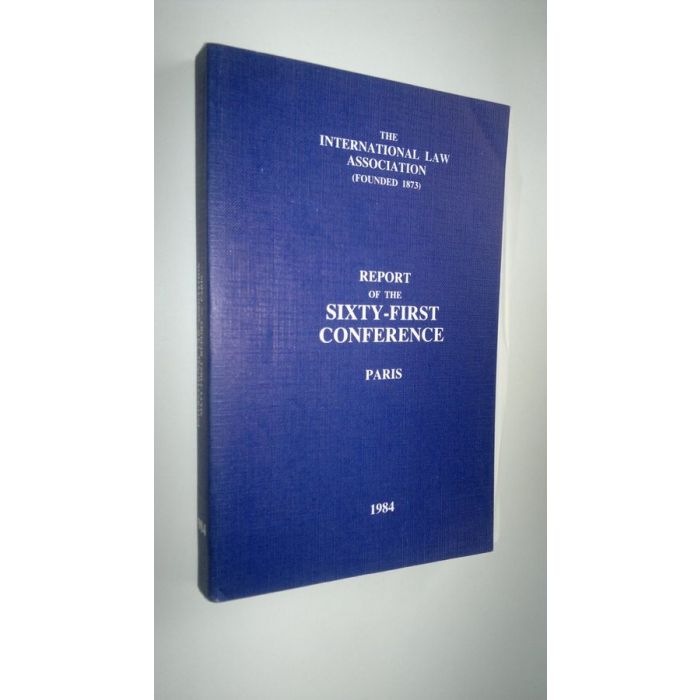 THE
INTERNATIONAL LAW
ASSOCIATION
(FOUNDED 1873)
REPORT
OF THE
SIXTY-FIRST
CONFERENCE
PARIS
1984